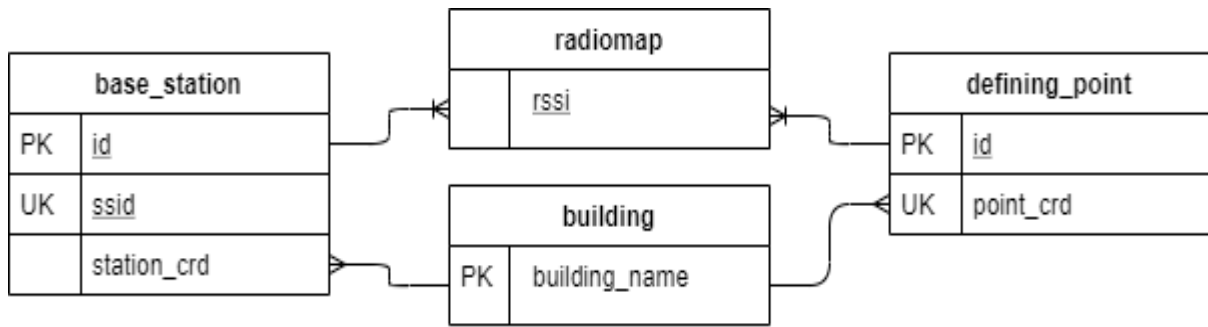 base_station
PK id
UK ssid
station_crd
radiomap
rssi
building
PK building_name
defining_point
PK id
UK point_crd